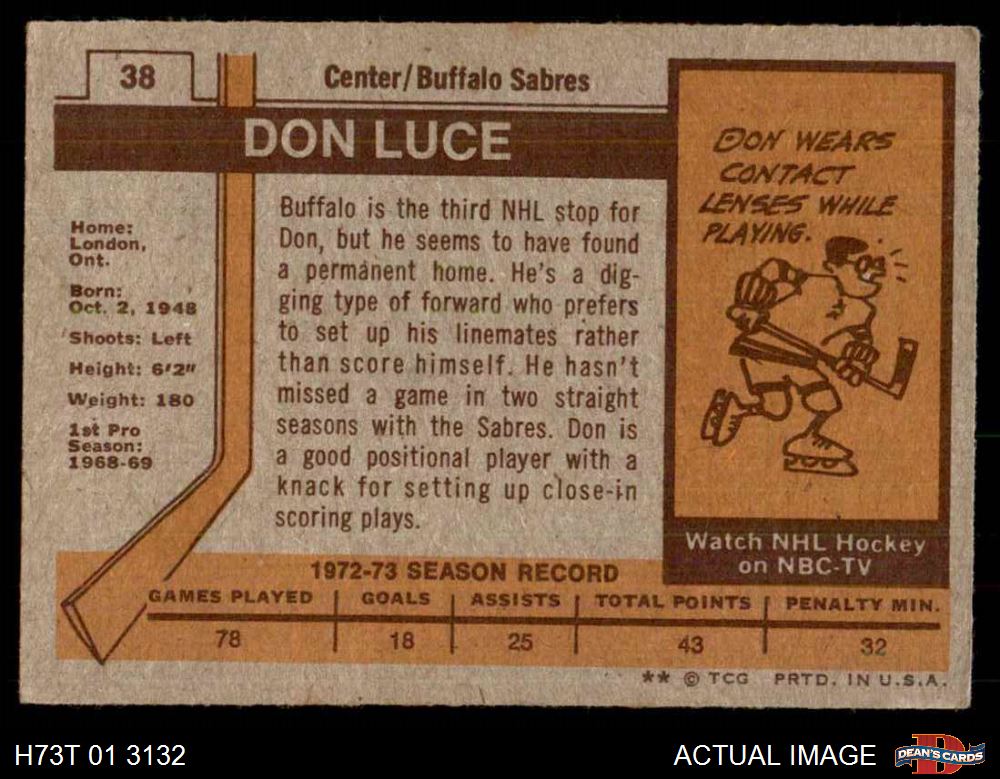 38
Center/Buffalo Sabres
DON LUCE
Home:
London,
Ont.
Born:
Oct. 2, 1948
Shoots: Left
Height: 6'2"
Weight: 180
1st Pro
Season:
1968-69
Buffalo is the third NHL stop for
Don, but he seems to have found
a permanent home. He's a dig-
ging type of forward who prefers
to set up his linemates rather
than score himself. He hasn't
missed a game in two straight
seasons with the Sabres. Don is
a good positional player with a
knack for setting up close-in
scoring plays.
DON WEARS
CONTACT
LENSES WHILE
PLAYING.
Watch NHL Hockey
on NBC-TV
1972-73 SEASON RECORD
GAMES PLAYED GOALS ASSISTS TOTAL POINTS PENALTY MIN.
78 18 25 43 32
** © TCG PRTD. IN U.S.A.
H73T 01 3132 ACTUAL IMAGE DEAN'S CARDS